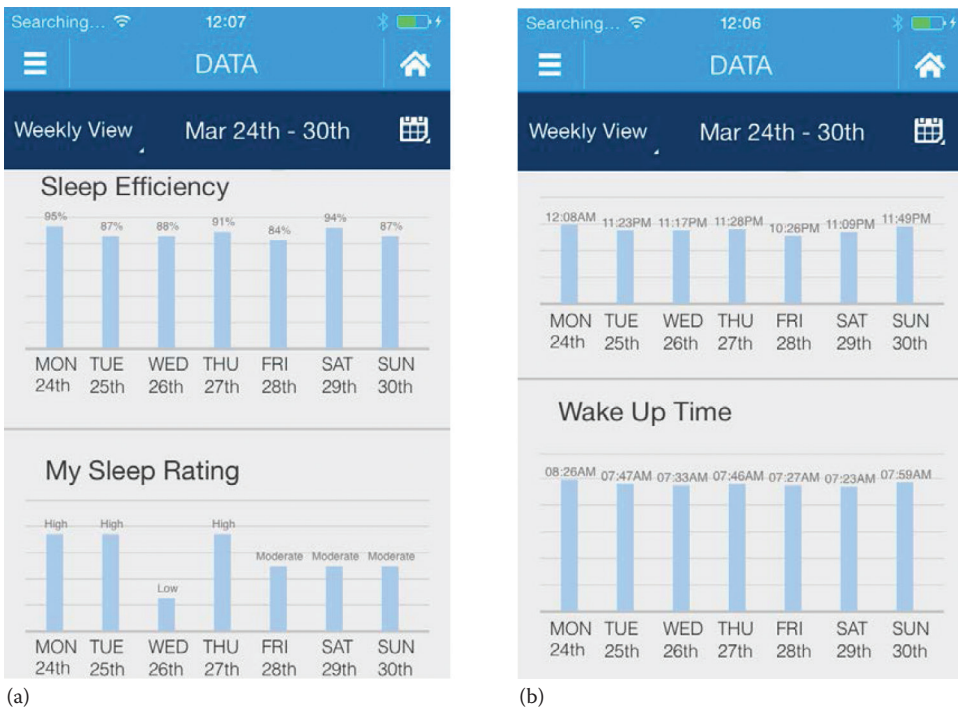 Searching...
12:07
DATA
Weekly View
Mar 24th - 30th
Sleep Efficiency
95% 87% 88% 91% 84% 94% 87%
MON TUE WED THU FRI SAT SUN
24th 25th 26th 27th 28th 29th 30th
My Sleep Rating
High High Low High Moderate Moderate Moderate
MON TUE WED THU FRI SAT SUN
24th 25th 26th 27th 28th 29th 30th
(a)
Searching...
12:06
DATA
Weekly View
Mar 24th - 30th
12:08AM 11:23PM 11:17PM 11:28PM 10:26PM 11:09PM 11:49PM
MON TUE WED THU FRI SAT SUN
24th 25th 26th 27th 28th 29th 30th
Wake Up Time
08:26AM 07:47AM 07:33AM 07:46AM 07:27AM 07:23AM 07:59AM
MON TUE WED THU FRI SAT SUN
24th 25th 26th 27th 28th 29th 30th
(b)